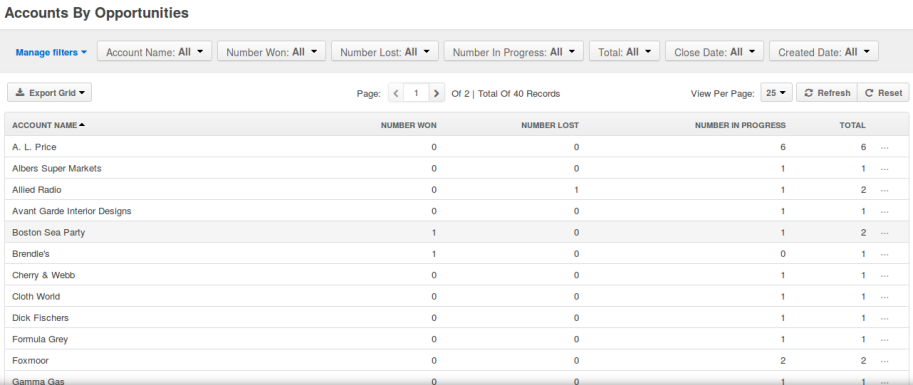 Accounts By Opportunities
Manage filters Account Name: All Number Won: All Number Lost: All Number In Progress: All Total: All Close Date: All Created Date: All
Export Grid Page: 1 Of 2 | Total Of 40 Records View Per Page: 25 Refresh Reset
ACCOUNT NAME NUMBER WON NUMBER LOST NUMBER IN PROGRESS TOTAL
A. L. Price 0 0 6 6 ...
Albers Super Markets 0 0 1 1 ...
Allied Radio 0 1 1 2 ...
Avant Garde Interior Designs 0 0 1 1 ...
Boston Sea Party 1 0 1 2 ...
Brendle's 1 0 0 1 ...
Cherry & Webb 0 0 1 1 ...
Cloth World 0 0 1 1 ...
Dick Fischers 0 0 1 1 ...
Formula Grey 0 0 1 1 ...
Foxmoor 0 0 2 2 ...
Gamma Gas 0 0 1 1 ...